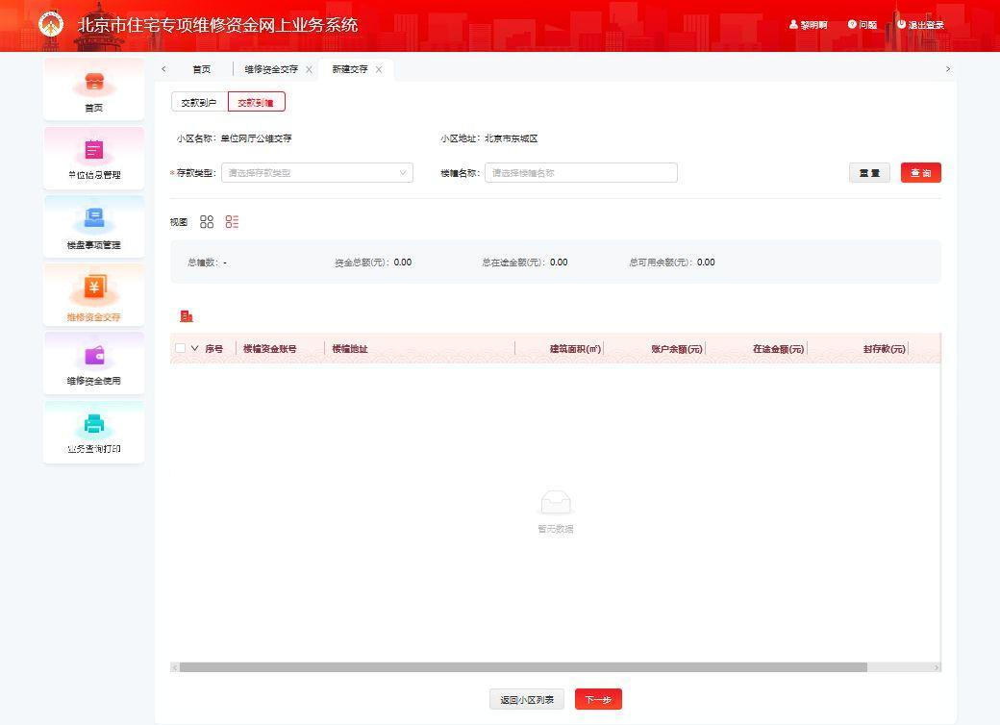 北京市住宅专项维修资金网上业务系统
黎明啊 问题 退出登录
首页 维修资金交存 新建交存
首页
单位信息管理
楼盘事项管理
维修资金交存
维修资金使用
业务查询打印
交款到户 交款到幢
小区名称: 单位网厅公维交存 小区地址: 北京市东城区
*存款类型: 请选择存款类型 楼幢名称: 请选择楼幢名称 重置 查询
视图
总幢数: - 资金总额(元): 0.00 总在途金额(元): 0.00 总可用余额(元): 0.00
序号 楼幢资金账号 楼幢地址 建筑面积(㎡) 账户余额(元) 在途金额(元) 封存款(元)
暂无数据
返回小区列表 下一步